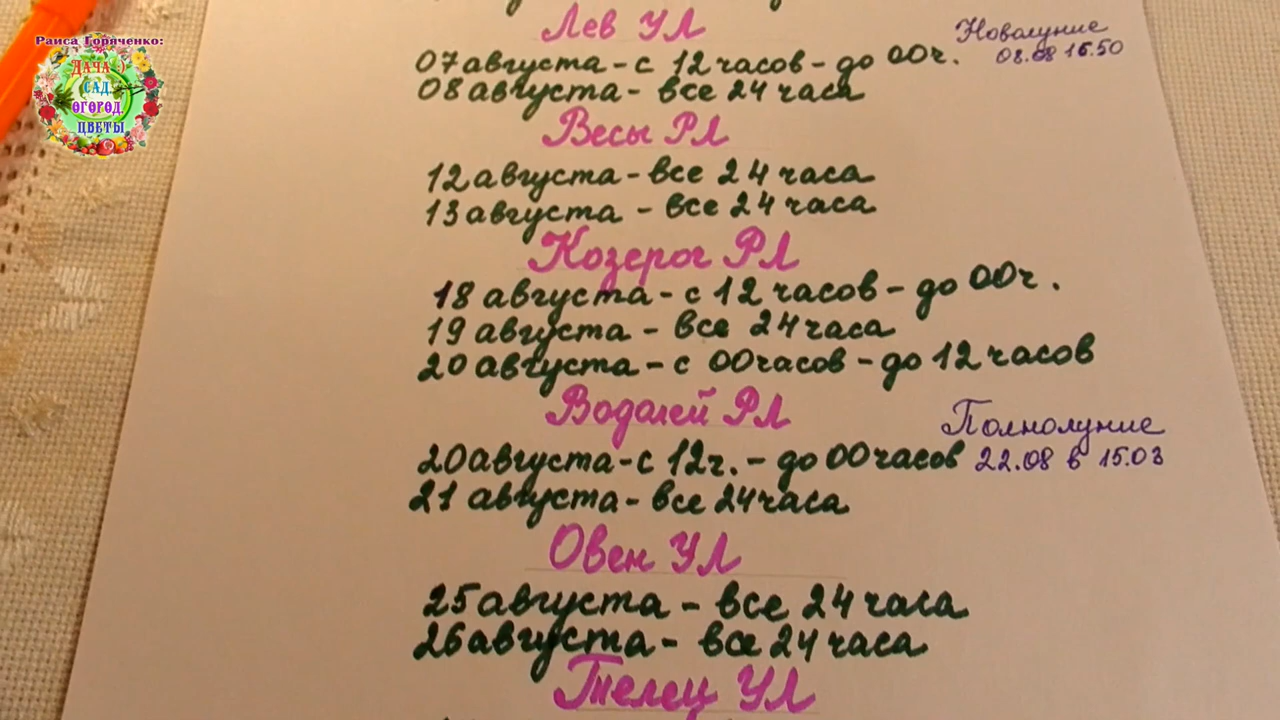 Раиса Горяченко:
ДАЧА :)
САД,
ОГОРОД,
ЦВЕТЫ
Лев УЛ
Новолуние
08.08 16.50
07 августа - с 12 часов - до 00ч.
08 августа - все 24 часа
Весы РЛ
12 августа - все 24 часа
13 августа - все 24 часа
Козерог РЛ
18 августа - с 12 часов - до 00ч.
19 августа - все 24 часа
20 августа - с 00 часов - до 12 часов
Водолей РЛ
Полнолуние
22.08 в 15.03
20 августа - с 12ч. - до 00 часов
21 августа - все 24 часа
Овен УЛ
25 августа - все 24 часа
26 августа - все 24 часа
Телец УЛ